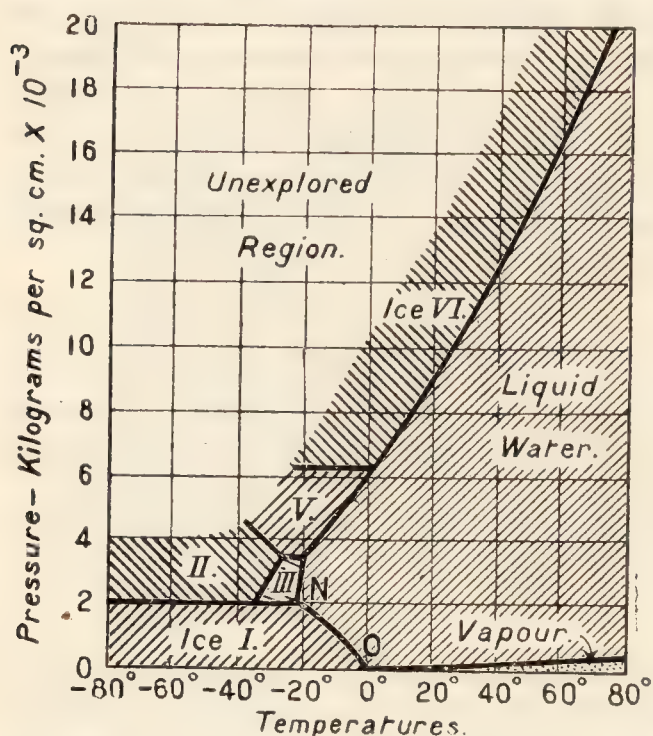 Pressure – Kilograms per sq. cm. × 10⁻³
20
18
16
14
12
10
8
6
4
2
0
Unexplored
Region.
Ice VI.
Liquid
Water.
V.
II.
III
N
Ice I.
O
Vapour.
-80° -60° -40° -20° 0° 20° 40° 60° 80°
Temperatures.